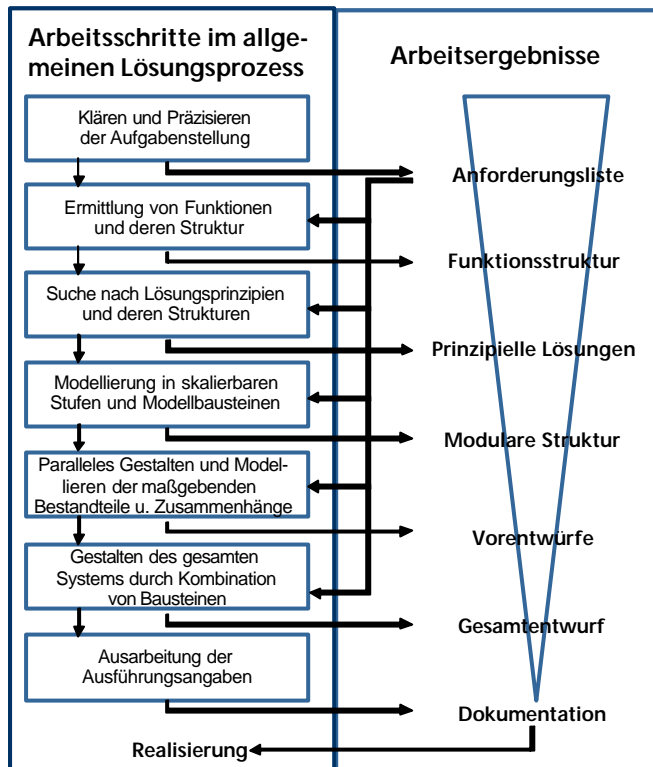 Arbeitsschritte im allge-
meinen Lösungsprozess
Arbeitsergebnisse
Klären und Präzisieren
der Aufgabenstellung
Anforderungsliste
Ermittlung von Funktionen
und deren Struktur
Funktionsstruktur
Suche nach Lösungsprinzipien
und deren Strukturen
Prinzipielle Lösungen
Modellierung in skalierbaren
Stufen und Modellbausteinen
Modulare Struktur
Paralleles Gestalten und Model-
lieren der maßgebenden
Bestandteile u. Zusammenhänge
Vorentwürfe
Gestalten des gesamten
Systems durch Kombination
von Bausteinen
Gesamtentwurf
Ausarbeitung der
Ausführungsangaben
Dokumentation
Realisierung